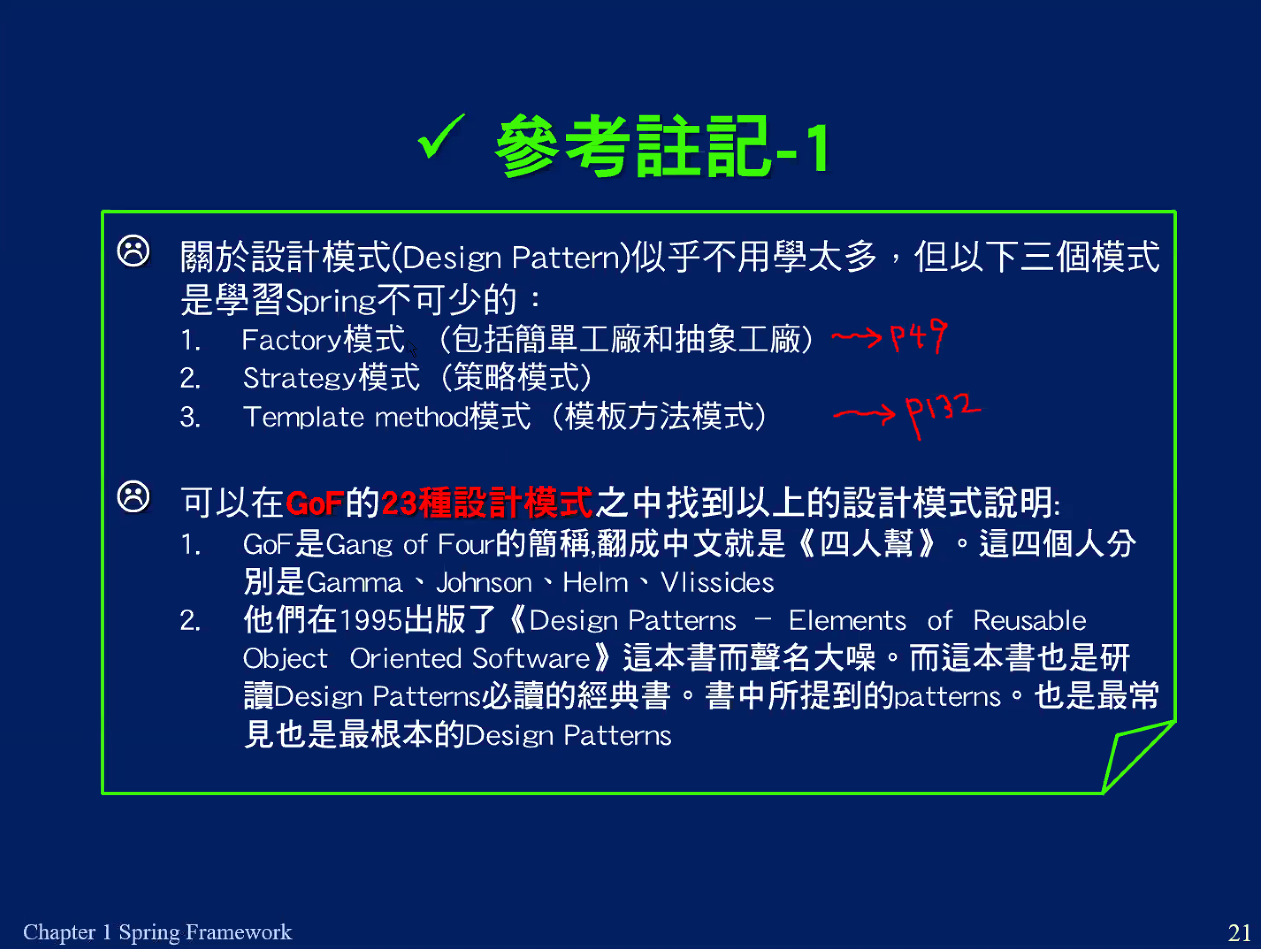 ✓ 參考註記-1
☹ 關於設計模式(Design Pattern)似乎不用學太多，但以下三個模式
是學習Spring不可少的：
1. Factory模式 （包括簡單工廠和抽象工廠） → p49
2. Strategy模式 （策略模式）
3. Template method模式 （模板方法模式） → p132
☹ 可以在GoF的23種設計模式之中找到以上的設計模式說明:
1. GoF是Gang of Four的簡稱,翻成中文就是《四人幫》。這四個人分
別是Gamma、Johnson、Helm、Vlissides
2. 他們在1995出版了《Design Patterns － Elements of Reusable
Object Oriented Software》這本書而聲名大噪。而這本書也是研
讀Design Patterns必讀的經典書。書中所提到的patterns。也是最常
見也是最根本的Design Patterns
Chapter 1 Spring Framework
21